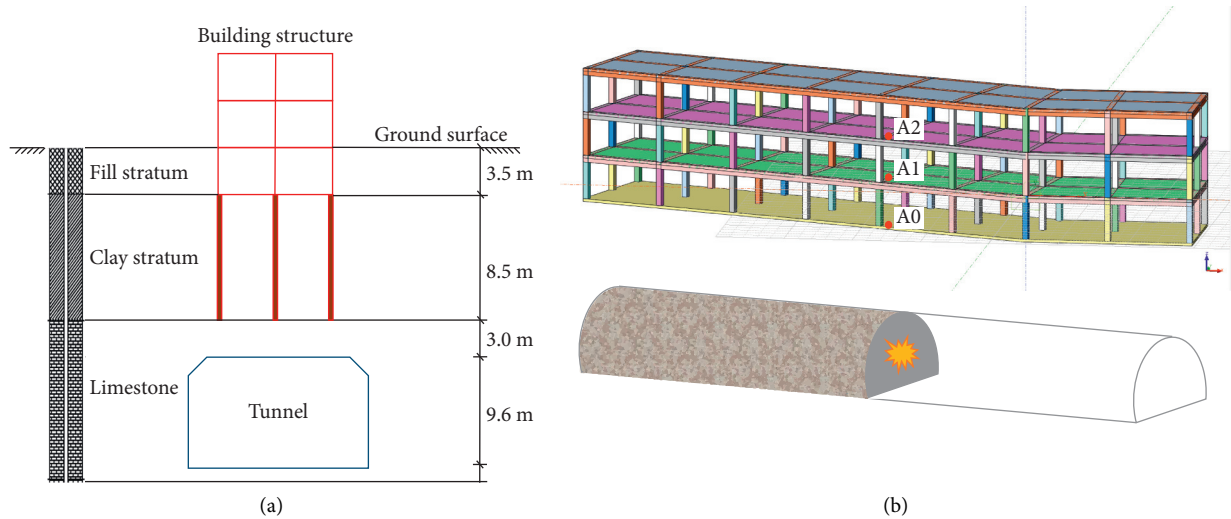 Building structure
Ground surface
Fill stratum
3.5 m
Clay stratum
8.5 m
3.0 m
Limestone
Tunnel
9.6 m
(a)
A2
A1
A0
(b)